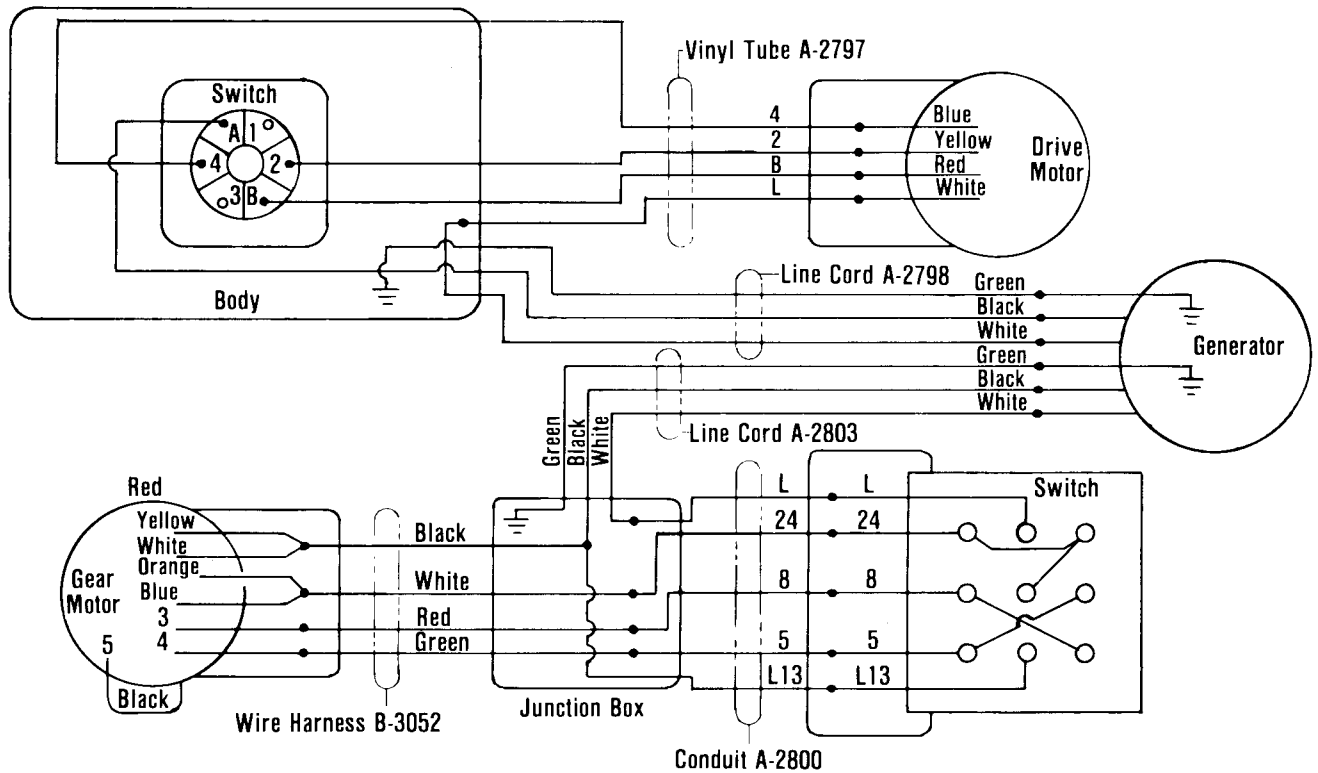 Vinyl Tube A-2797
Switch
A
1
4
2
3
B
Body
4
2
B
L
Blue
Yellow
Red
White
Drive
Motor
Line Cord A-2798
Green
Black
White
Green
Black
White
Generator
Line Cord A-2803
Green
Black
White
Red
Yellow
White
Orange
Blue
3
4
5
Gear
Motor
Black
Black
White
Red
Green
Wire Harness B-3052
Junction Box
L
24
8
5
L13
L
24
8
5
L13
Switch
Conduit A-2800